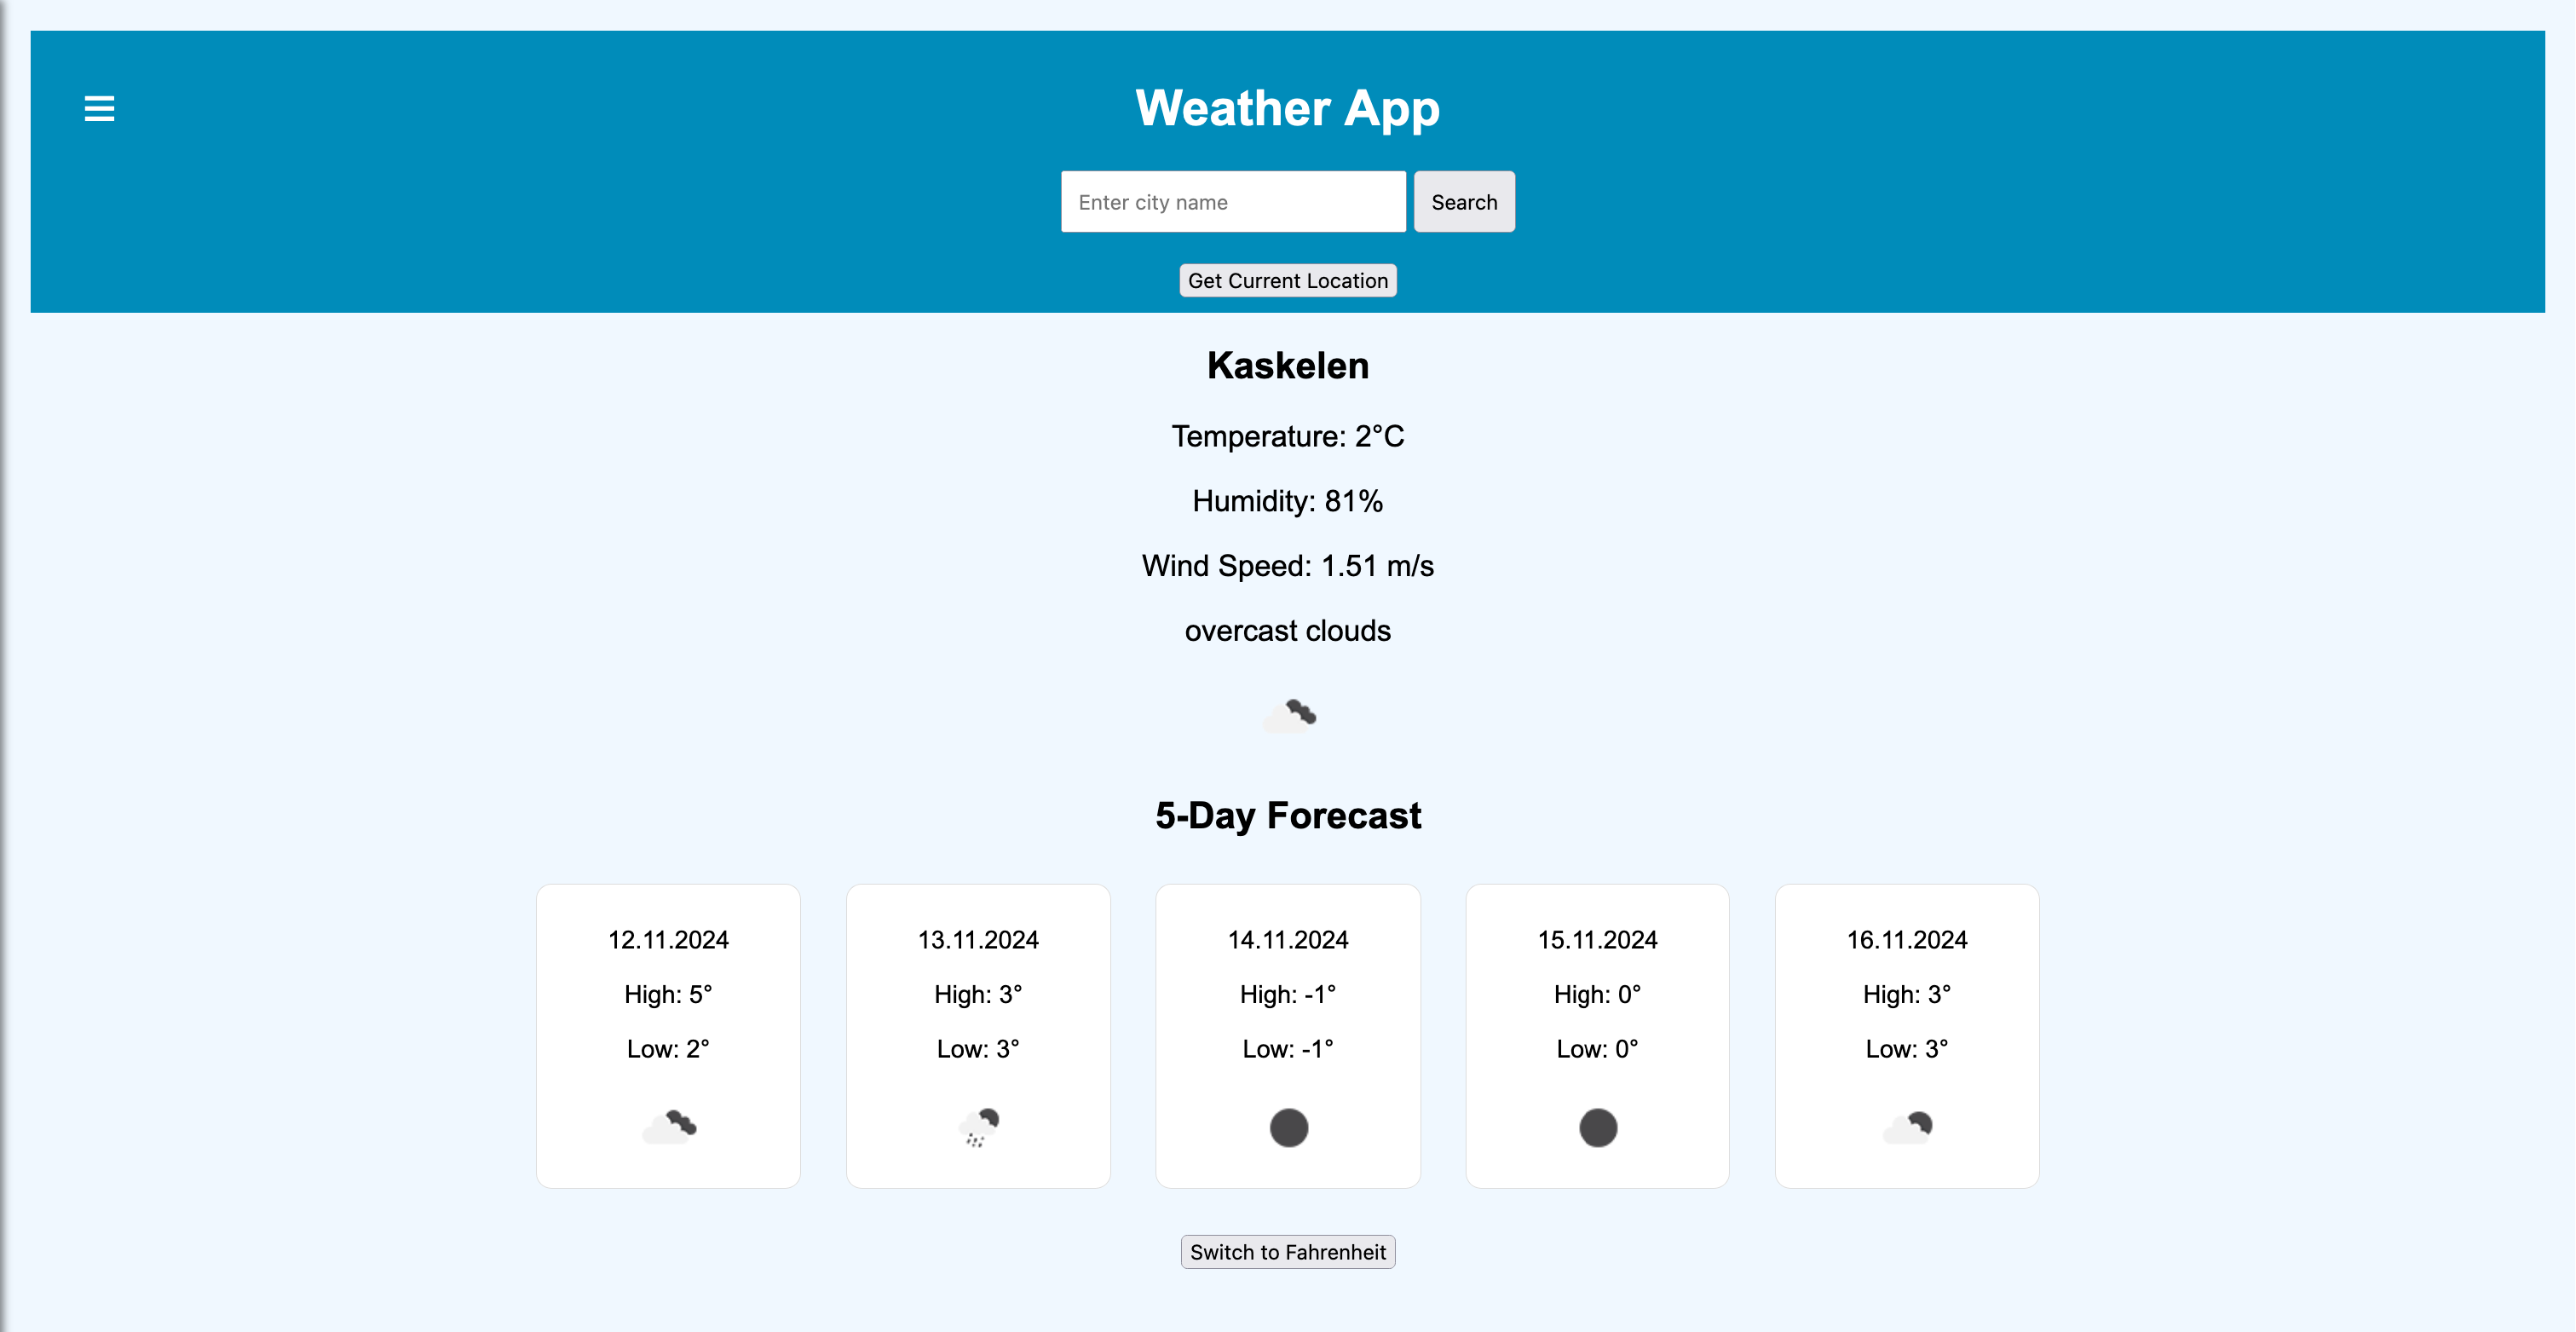 Weather App
Enter city name
Search
Get Current Location
Kaskelen
Temperature: 2°C
Humidity: 81%
Wind Speed: 1.51 m/s
overcast clouds
5-Day Forecast
12.11.2024
High: 5°
Low: 2°
13.11.2024
High: 3°
Low: 3°
14.11.2024
High: -1°
Low: -1°
15.11.2024
High: 0°
Low: 0°
16.11.2024
High: 3°
Low: 3°
Switch to Fahrenheit